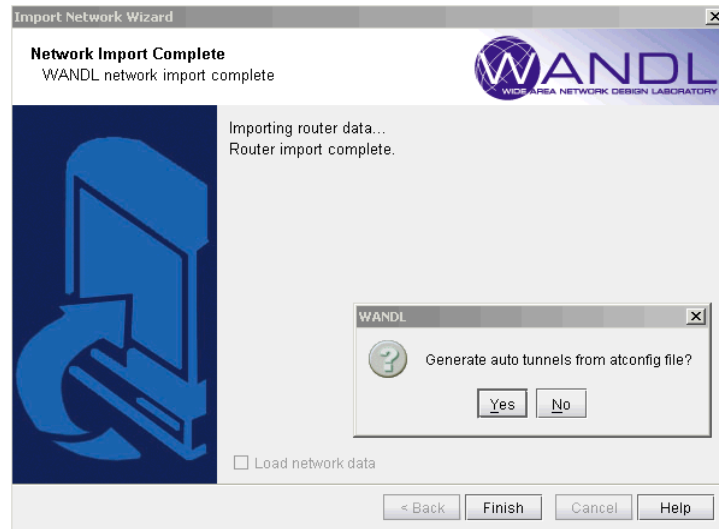 Import Network Wizard
Network Import Complete
WANDL network import complete
WANDL
WIDE AREA NETWORK DESIGN LABORATORY
Importing router data...
Router import complete.
WANDL
Generate auto tunnels from atconfig file?
Yes No
Load network data
< Back Finish Cancel Help